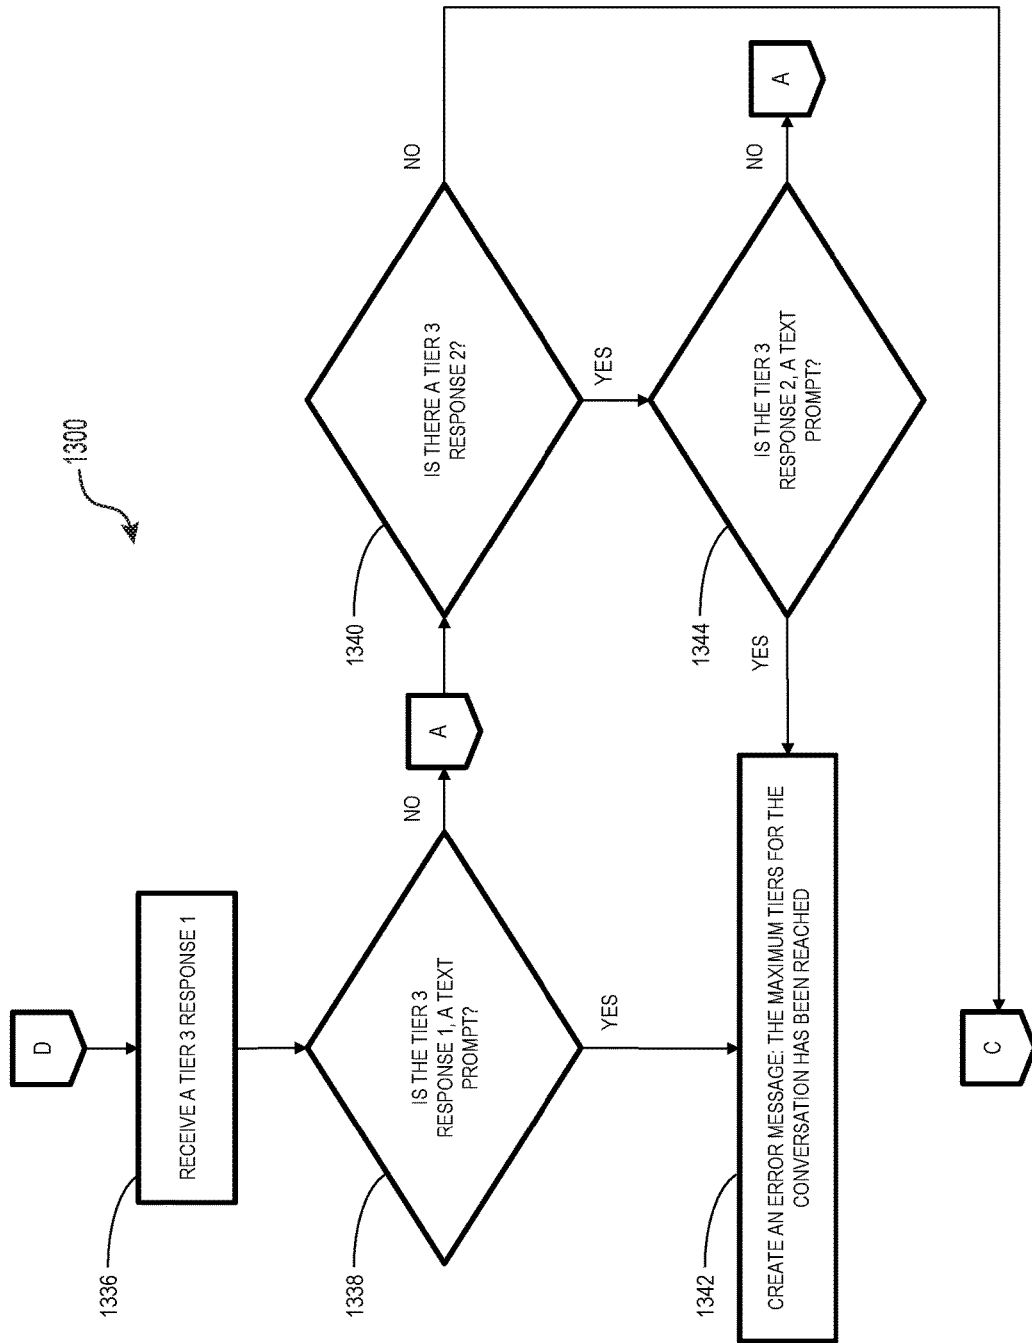 1300
D
1336
RECEIVE A TIER 3 RESPONSE 1
1338
IS THE TIER 3
RESPONSE 1, A TEXT
PROMPT?
NO
A
YES
1340
IS THERE A TIER 3
RESPONSE 2?
NO
YES
1344
IS THE TIER 3
RESPONSE 2, A TEXT
PROMPT?
NO
A
YES
1342
CREATE AN ERROR MESSAGE: THE MAXIMUM TIERS FOR THE
CONVERSATION HAS BEEN REACHED
C